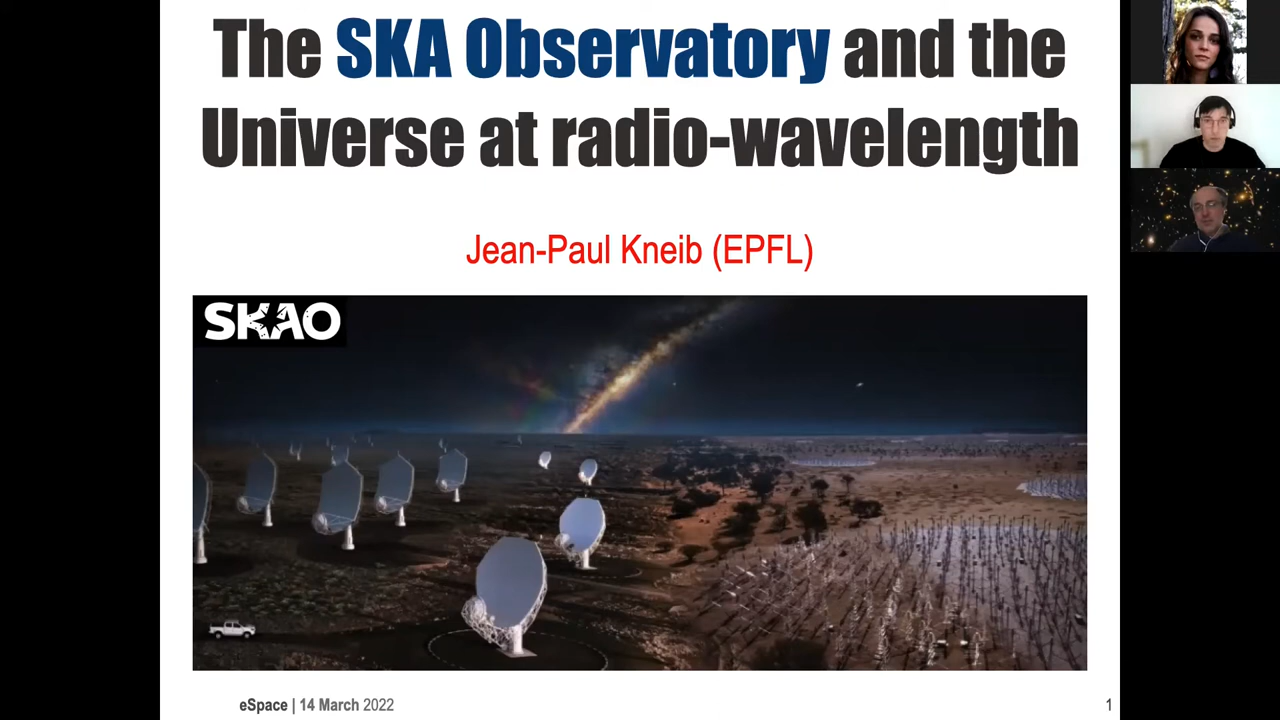 The SKA Observatory and the
Universe at radio-wavelength
Jean-Paul Kneib (EPFL)
SKAO
eSpace | 14 March 2022
1